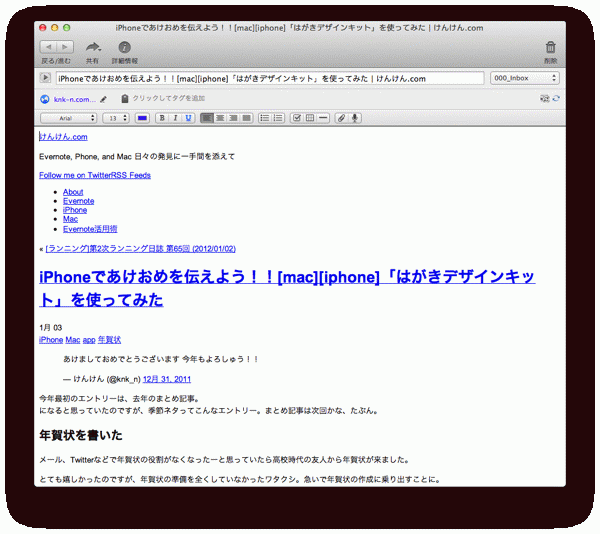 iPhoneであけおめを伝えよう！！[mac][iphone]「はがきデザインキット」を使ってみた | けんけん.com
戻る/進む 共有 詳細情報 削除
iPhoneであけおめを伝えよう！！[mac][iphone]「はがきデザインキット」を使ってみた | けんけん.com 000_Inbox
knk-n.com... クリックしてタグを追加
Arial 13 B I U
けんけん.com
Evernote, Phone, and Mac 日々の発見に一手間を添えて
Follow me on TwitterRSS Feeds
• About
• Evernote
• iPhone
• Mac
• Evernote活用術
« [ランニング]第2次ランニング日誌 第65回 (2012/01/02)
iPhoneであけおめを伝えよう！！[mac][iphone]「はがきデザインキッ
ト」を使ってみた
1月 03
iPhone Mac app 年賀状
あけましておめでとうございます 今年もよろしゅう！！
— けんけん (@knk_n) 12月 31, 2011
今年最初のエントリーは、去年のまとめ記事。
になると思っていたのですが、季節ネタってこんなエントリー。まとめ記事は次回かな、たぶん。
年賀状を書いた
メール、Twitterなどで年賀状の役割がなくなったーと思っていたら高校時代の友人から年賀状が来ました。
とても嬉しかったのですが、年賀状の準備を全くしていなかったワタクシ。急いで年賀状の作成に乗り出すことに。